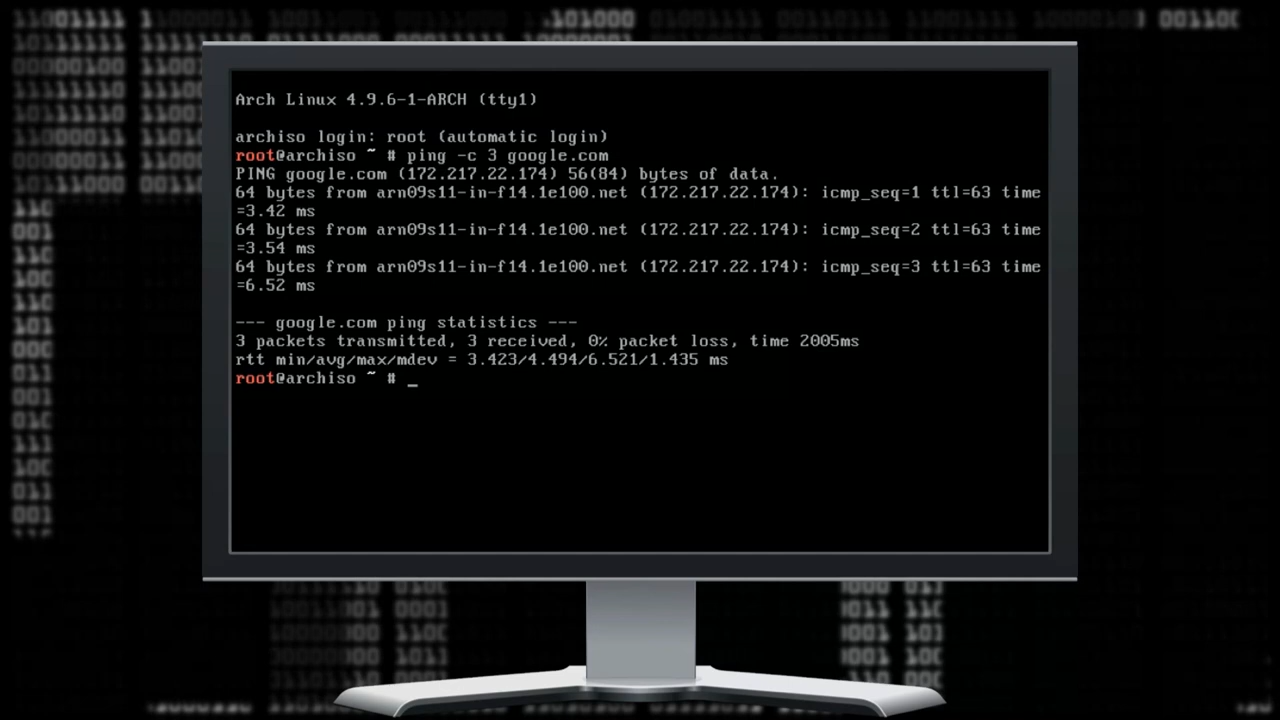 Arch Linux 4.9.6-1-ARCH (tty1)
archiso login: root (automatic login)
root@archiso ~ # ping -c 3 google.com
PING google.com (172.217.22.174) 56(84) bytes of data.
64 bytes from arn09s11-in-f14.1e100.net (172.217.22.174): icmp_seq=1 ttl=63 time
=3.42 ms
64 bytes from arn09s11-in-f14.1e100.net (172.217.22.174): icmp_seq=2 ttl=63 time
=3.54 ms
64 bytes from arn09s11-in-f14.1e100.net (172.217.22.174): icmp_seq=3 ttl=63 time
=6.52 ms
--- google.com ping statistics ---
3 packets transmitted, 3 received, 0% packet loss, time 2005ms
rtt min/avg/max/mdev = 3.423/4.494/6.521/1.435 ms
root@archiso ~ # _